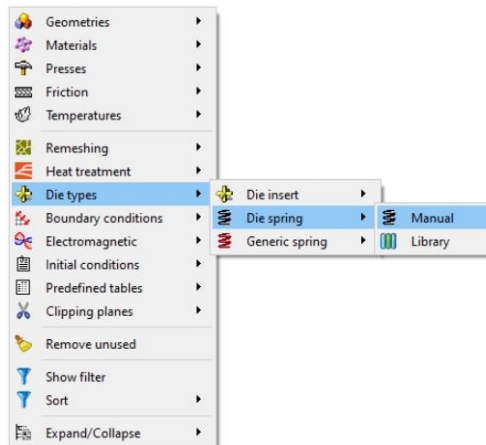 Geometries
Materials
Presses
Friction
Temperatures
Remeshing
Heat treatment
Die types
Die insert
Boundary conditions
Die spring
Manual
Electromagnetic
Generic spring
Library
Initial conditions
Predefined tables
Clipping planes
Remove unused
Show filter
Sort
Expand/Collapse